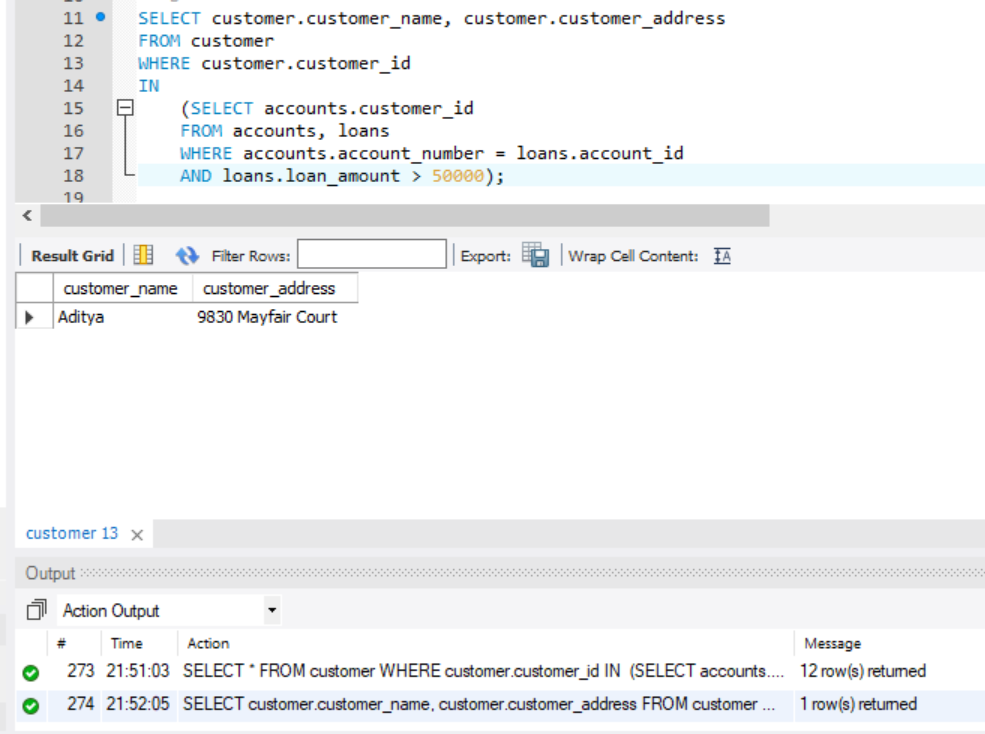 11 SELECT customer.customer_name, customer.customer_address
12 FROM customer
13 WHERE customer.customer_id
14 IN
15 (SELECT accounts.customer_id
16 FROM accounts, loans
17 WHERE accounts.account_number = loans.account_id
18 AND loans.loan_amount > 50000);
19
Result Grid Filter Rows: Export: Wrap Cell Content:
customer_name customer_address
Aditya 9830 Mayfair Court
customer 13
Output
Action Output
# Time Action Message
273 21:51:03 SELECT * FROM customer WHERE customer.customer_id IN (SELECT accounts.... 12 row(s) returned
274 21:52:05 SELECT customer.customer_name, customer.customer_address FROM customer ... 1 row(s) returned